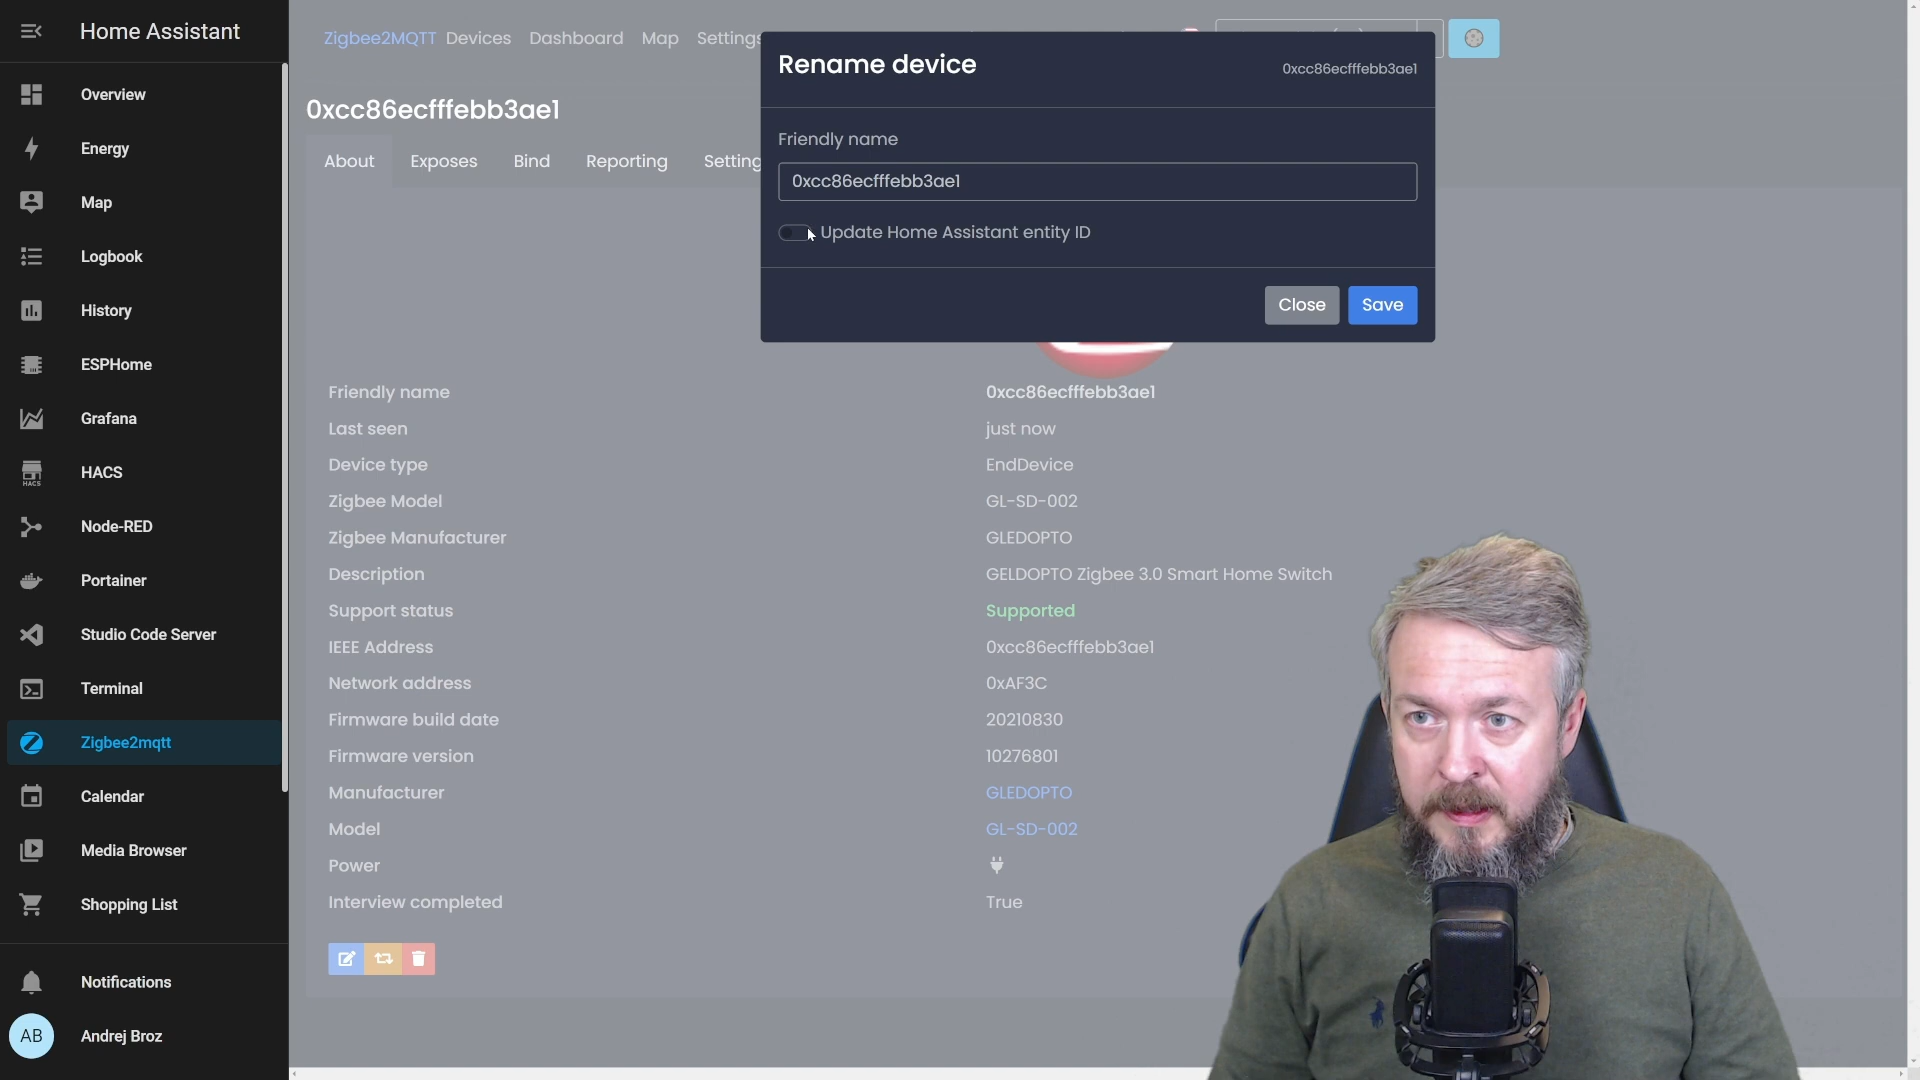 Home Assistant
Overview
Energy
Map
Logbook
History
ESPHome
Grafana
HACS
HACS
Node-RED
Portainer
Studio Code Server
Terminal
Zigbee2mqtt
Calendar
Media Browser
Shopping List
Notifications
AB Andrej Broz
Zigbee2MQTT Devices Dashboard Map Settings
0xcc86ecfffebb3ae1
About Exposes Bind Reporting Setting
Rename device 0xcc86ecfffebb3ae1
Friendly name
0xcc86ecfffebb3ae1
Update Home Assistant entity ID
Close Save
Friendly name 0xcc86ecfffebb3ae1
Last seen just now
Device type EndDevice
Zigbee Model GL-SD-002
Zigbee Manufacturer GLEDOPTO
Description GELDOPTO Zigbee 3.0 Smart Home Switch
Support status Supported
IEEE Address 0xcc86ecfffebb3ae1
Network address 0xAF3C
Firmware build date 20210830
Firmware version 10276801
Manufacturer GLEDOPTO
Model GL-SD-002
Power
Interview completed True